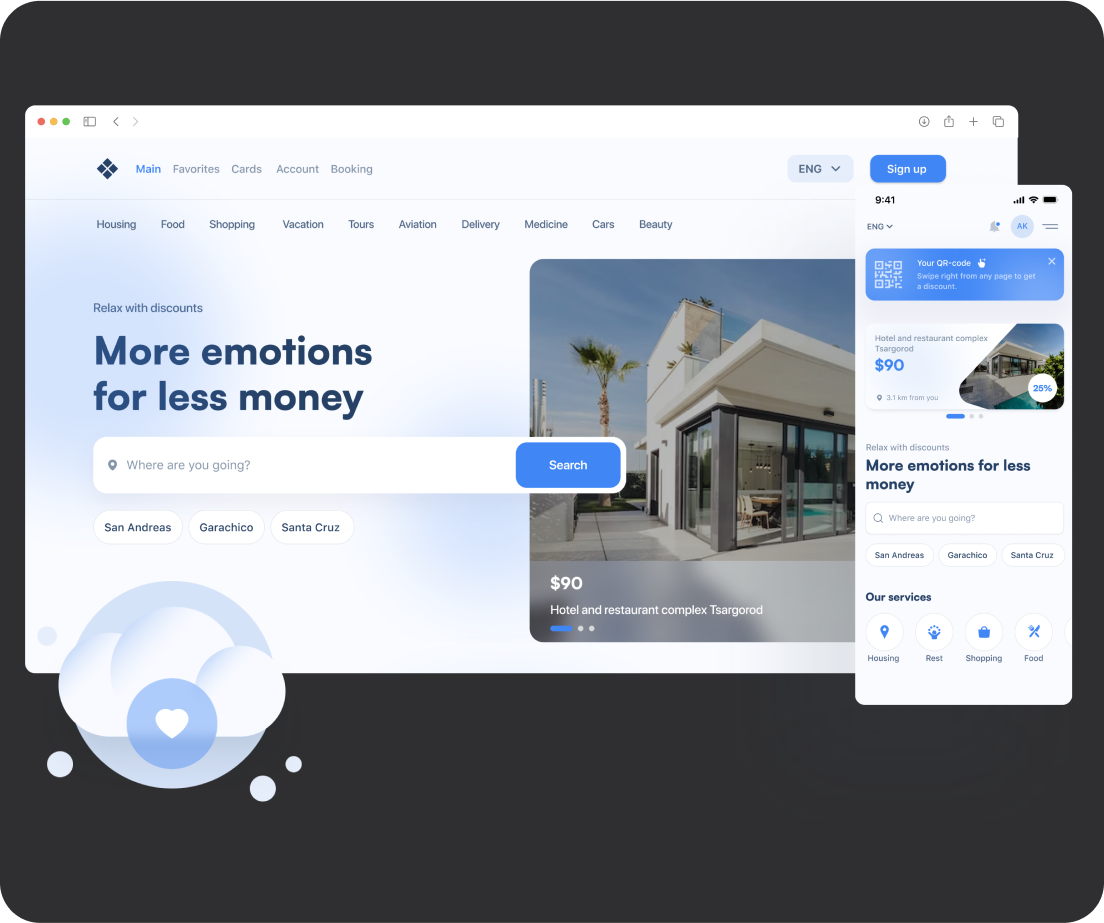 Main Favorites Cards Account Booking
ENG
Sign up
Housing Food Shopping Vacation Tours Aviation Delivery Medicine Cars Beauty
Relax with discounts
More emotions
for less money
Where are you going?
Search
San Andreas Garachico Santa Cruz
$90
Hotel and restaurant complex Tsargorod
9:41
ENG
AK
Your QR-code
Swipe right from any page to get
a discount.
Hotel and restaurant complex
Tsargorod
$90
25%
3.1 km from you
Relax with discounts
More emotions for less
money
Where are you going?
San Andreas Garachico Santa Cruz
Our services
Housing Rest Shopping Food